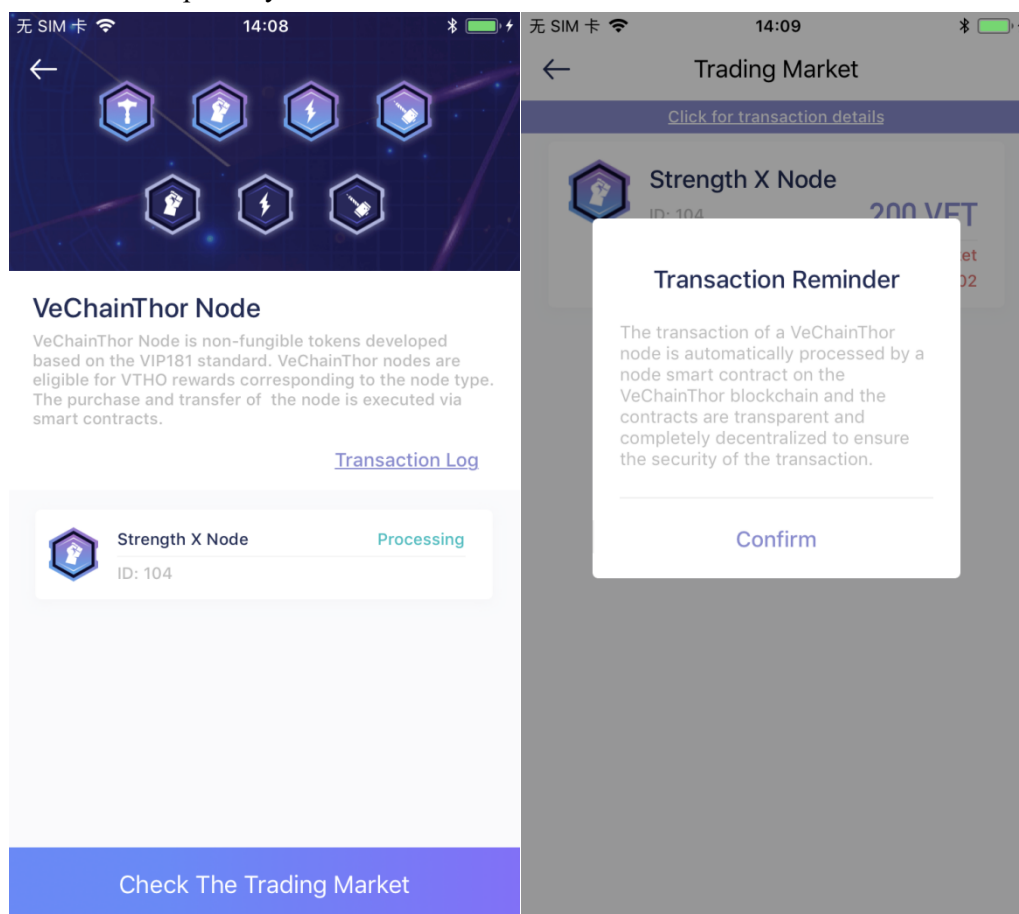 无 SIM 卡 14:08
VeChainThor Node
VeChainThor Node is non-fungible tokens developed
based on the VIP181 standard. VeChainThor nodes are
eligible for VTHO rewards corresponding to the node type.
The purchase and transfer of the node is executed via
smart contracts.
Transaction Log
Strength X Node Processing
ID: 104
Check The Trading Market
无 SIM 卡 14:09
Trading Market
Click for transaction details
Strength X Node
ID: 104 200 VET
et
02
Transaction Reminder
The transaction of a VeChainThor
node is automatically processed by a
node smart contract on the
VeChainThor blockchain and the
contracts are transparent and
completely decentralized to ensure
the security of the transaction.
Confirm